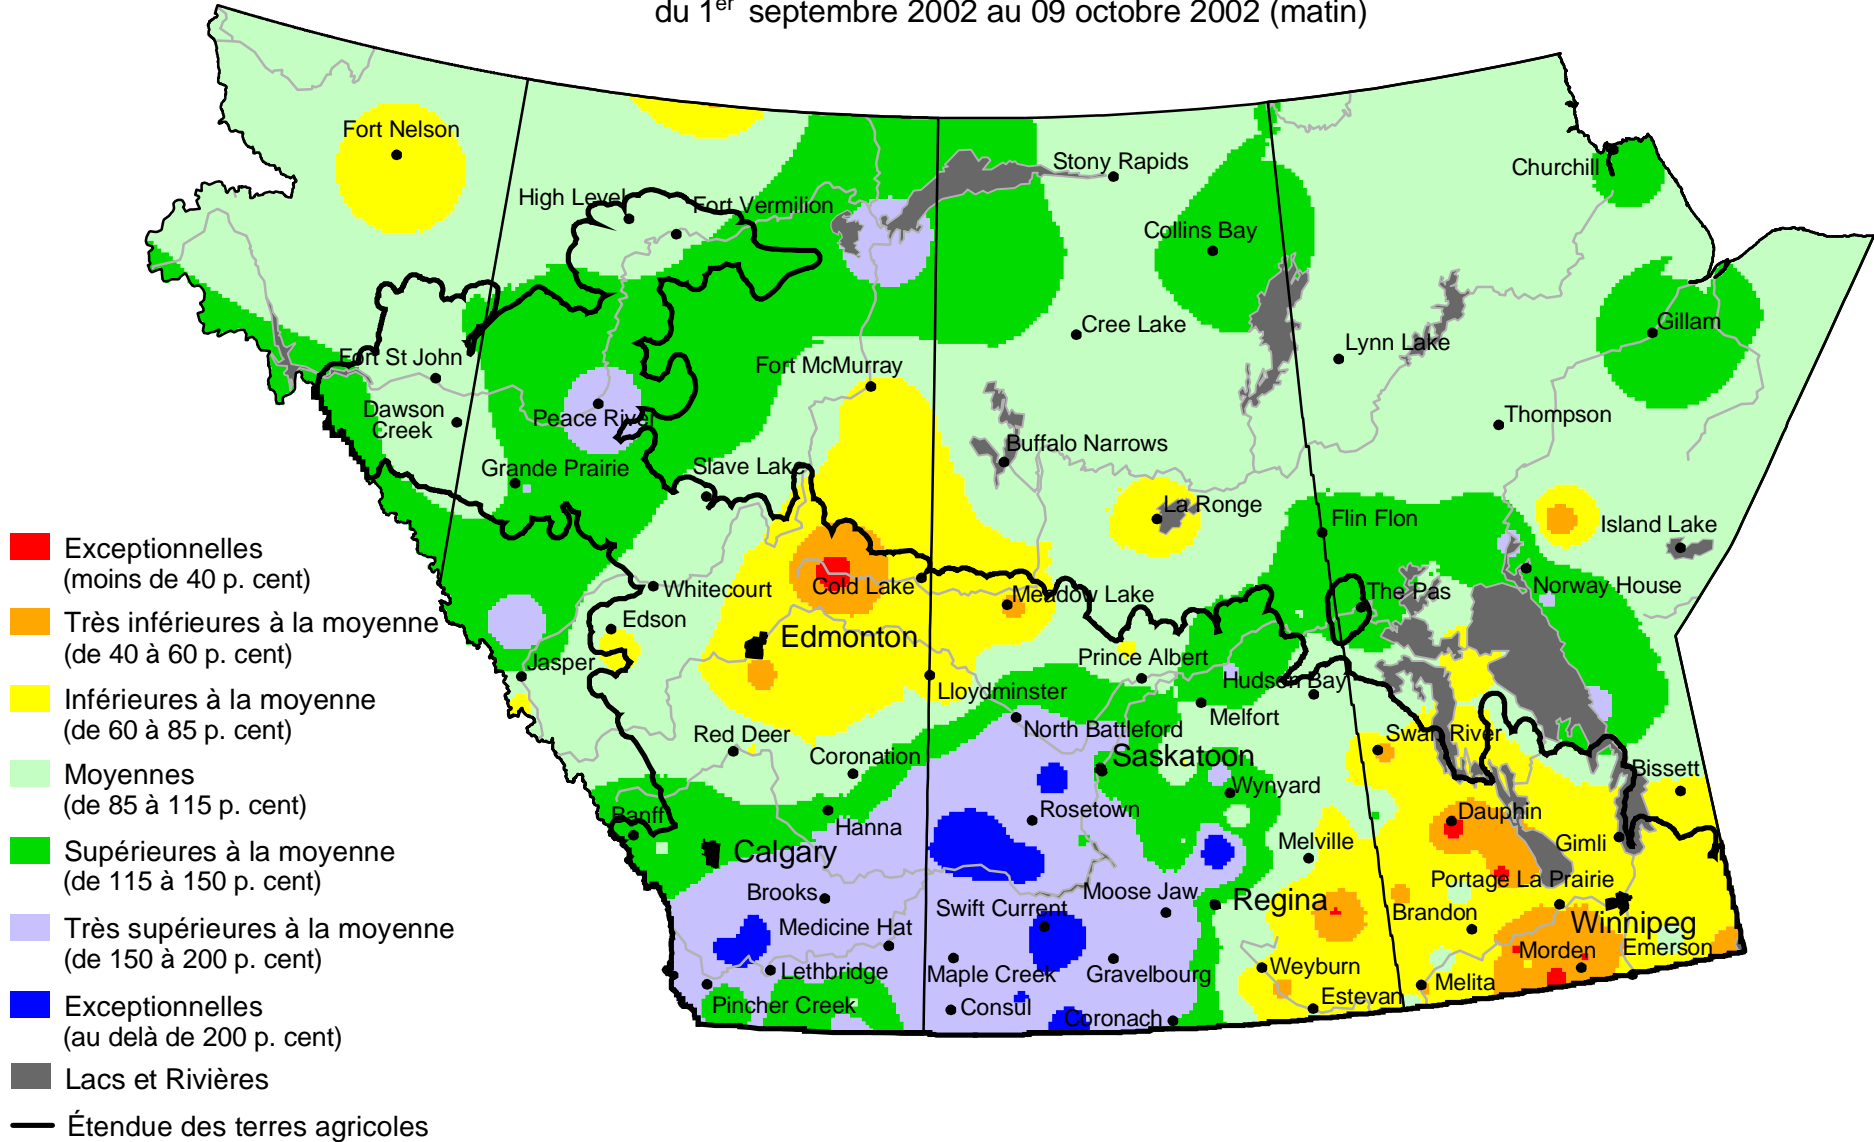 du 1er septembre 2002 au 09 octobre 2002 (matin)
Fort Nelson
Stony Rapids
Churchill
High Level
Fort Vermilion
Collins Bay
Gillam
Cree Lake
Lynn Lake
Fort St John
Fort McMurray
Dawson
Creek
Peace River
Thompson
Buffalo Narrows
Grande Prairie
Slave Lake
La Ronge
Flin Flon
Island Lake
Whitecourt
Cold Lake
Meadow Lake
The Pas
Norway House
Edson
Edmonton
Jasper
Prince Albert
Hudson Bay
Lloydminster
Melfort
Red Deer
North Battleford
Swan River
Coronation
Saskatoon
Bissett
Wynyard
Banff
Hanna
Rosetown
Dauphin
Calgary
Melville
Gimli
Brooks
Moose Jaw
Portage La Prairie
Swift Current
Regina
Brandon
Winnipeg
Medicine Hat
Morden
Emerson
Lethbridge
Maple Creek
Gravelbourg
Weyburn
Melita
Pincher Creek
Consul
Coronach
Estevan
Exceptionnelles
(moins de 40 p. cent)
Très inférieures à la moyenne
(de 40 à 60 p. cent)
Inférieures à la moyenne
(de 60 à 85 p. cent)
Moyennes
(de 85 à 115 p. cent)
Supérieures à la moyenne
(de 115 à 150 p. cent)
Très supérieures à la moyenne
(de 150 à 200 p. cent)
Exceptionnelles
(au delà de 200 p. cent)
Lacs et Rivières
Étendue des terres agricoles